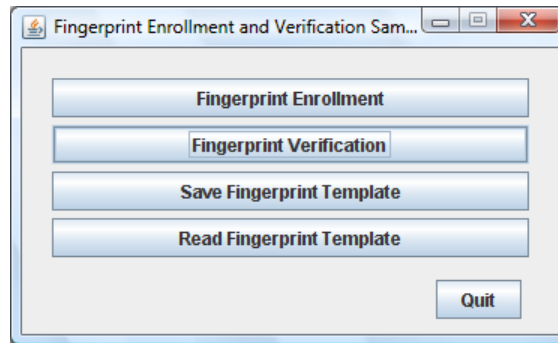 Fingerprint Enrollment and Verification Sam...
Fingerprint Enrollment
Fingerprint Verification
Save Fingerprint Template
Read Fingerprint Template
Quit